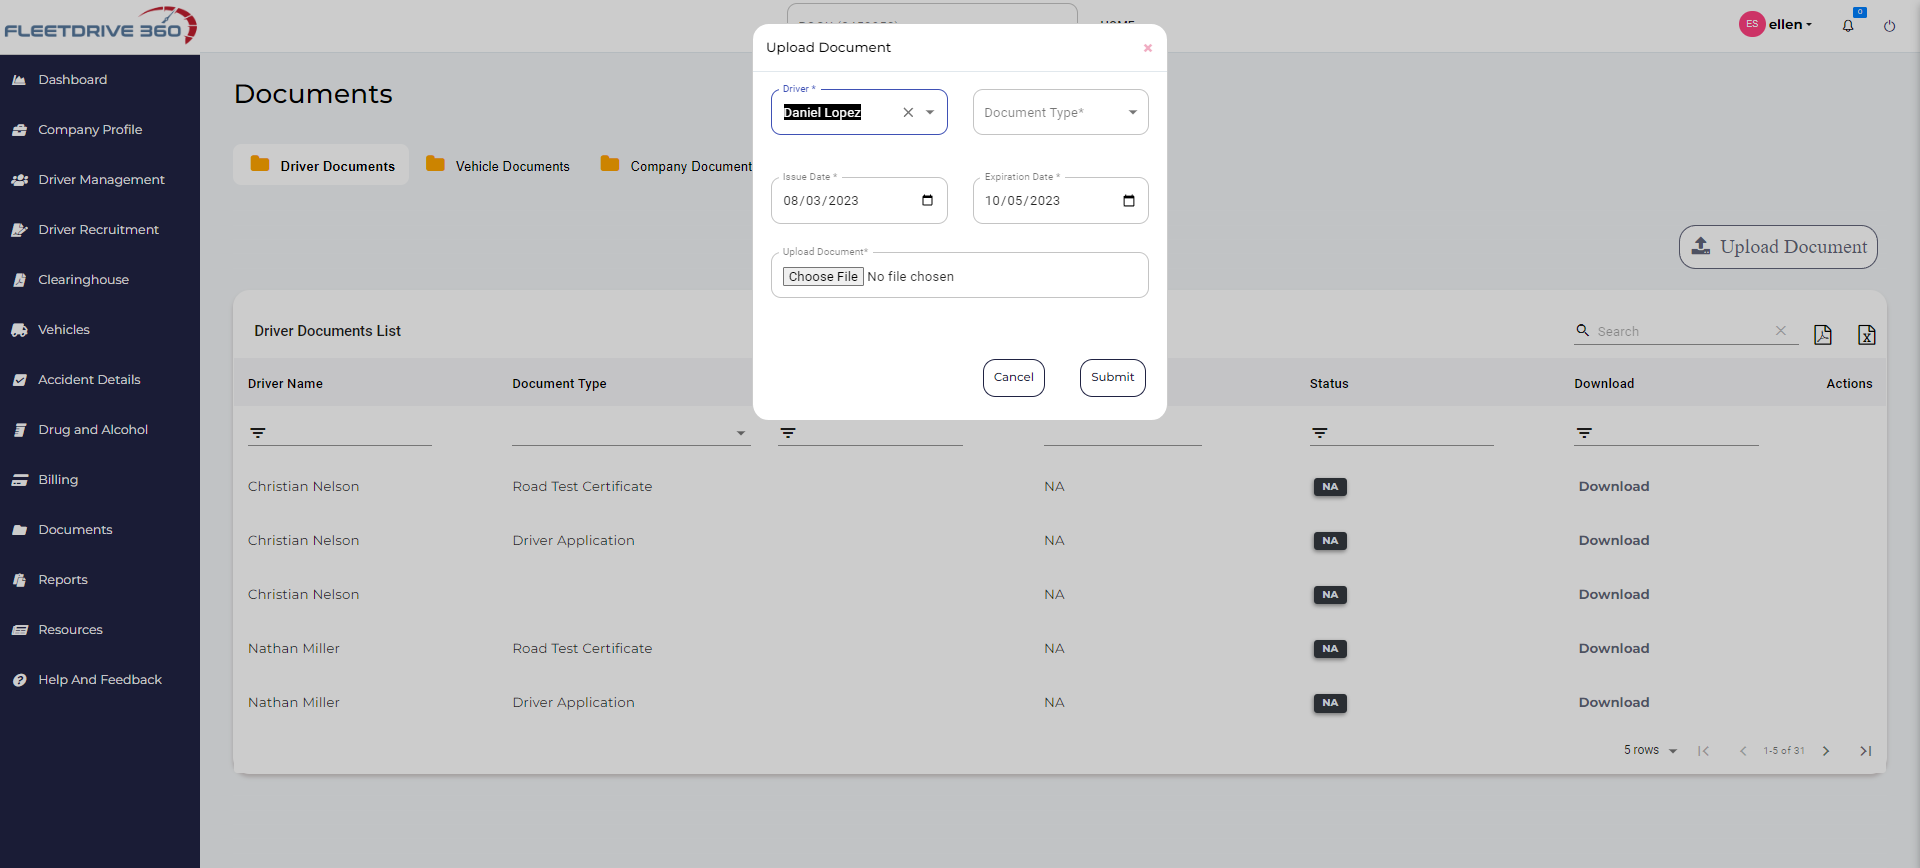 FLEETDRIVE 360
HOME
ES ellen
0
Dashboard
Company Profile
Driver Management
Driver Recruitment
Clearinghouse
Vehicles
Accident Details
Drug and Alcohol
Billing
Documents
Reports
Resources
Help And Feedback
Documents
Driver Documents
Vehicle Documents
Company Document
Upload Document
Upload Document
Driver *
Daniel Lopez
Document Type*
Issue Date *
08/03/2023
Expiration Date *
10/05/2023
Upload Document*
Choose File No file chosen
Cancel
Submit
Driver Documents List
Search
Driver Name Document Type Status Download Actions
Christian Nelson Road Test Certificate NA NA Download
Christian Nelson Driver Application NA NA Download
Christian Nelson NA NA Download
Nathan Miller Road Test Certificate NA NA Download
Nathan Miller Driver Application NA NA Download
5 rows 1-5 of 31